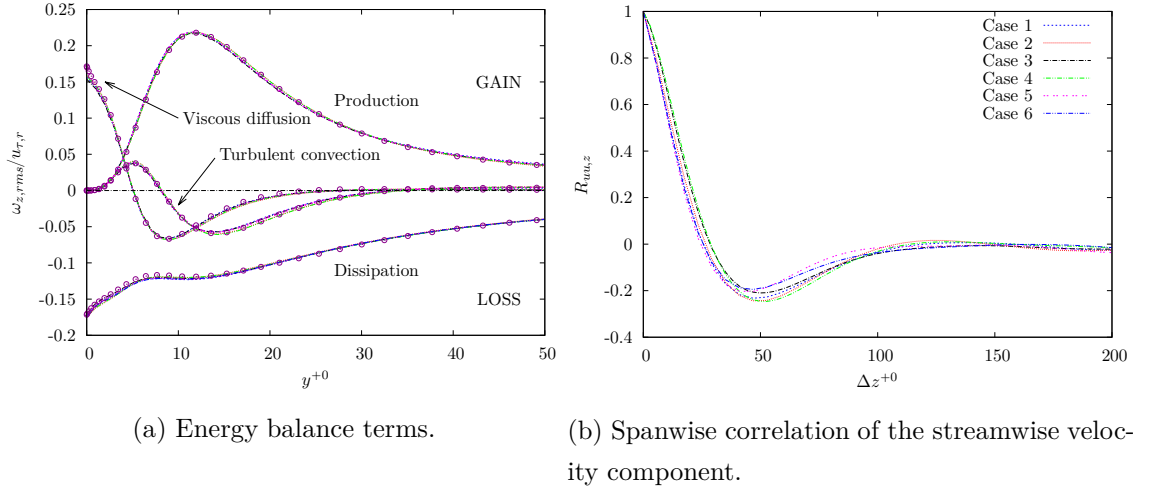 0.25
0.2
0.15
0.1
0.05
0
-0.05
-0.1
-0.15
-0.2
ω_{z,rms}/u_{τ,r}
GAIN
Production
Viscous diffusion
Turbulent convection
Dissipation
LOSS
0 10 20 30 40 50
y^{+0}
(a) Energy balance terms.
1
0.8
0.6
0.4
0.2
0
-0.2
-0.4
R_{uu,z}
Case 1
Case 2
Case 3
Case 4
Case 5
Case 6
0 50 100 150 200
Δz^{+0}
(b) Spanwise correlation of the streamwise veloc-
ity component.